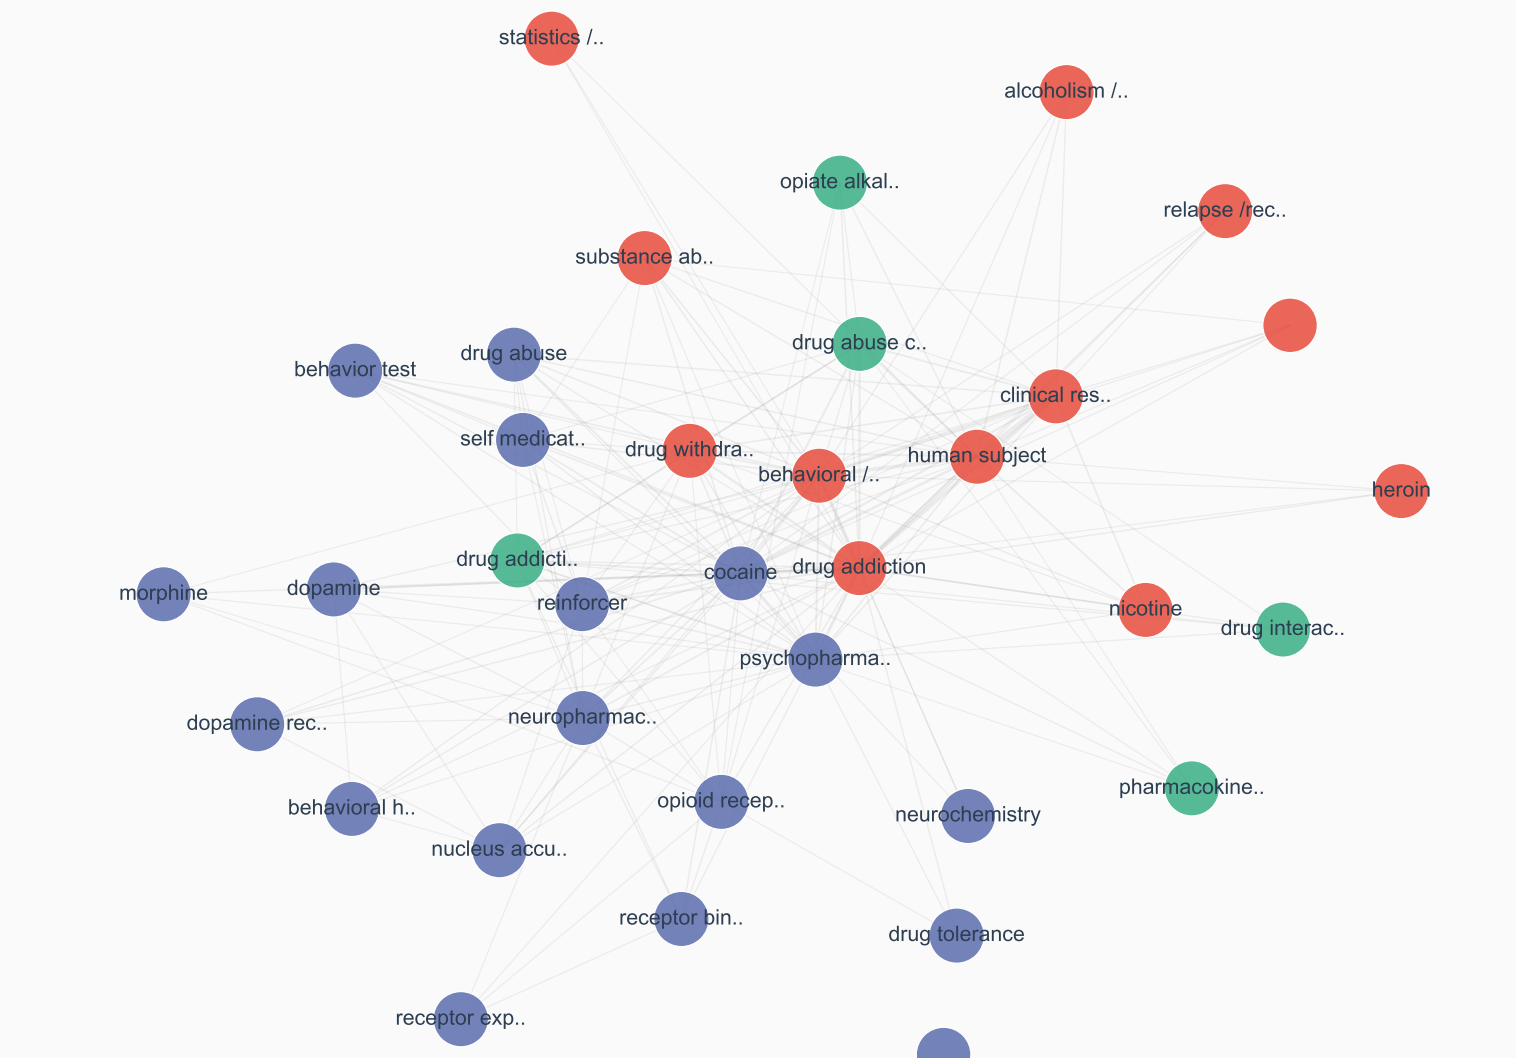 statistics /..
alcoholism /..
opiate alkal..
relapse /rec..
substance ab..
drug abuse c..
drug abuse
behavior test
clinical res..
self medicat..
drug withdra..
human subject
behavioral /..
heroin
drug addicti..
drug addiction
cocaine
dopamine
morphine
reinforcer
nicotine
drug interac..
psychopharma..
neuropharmac..
dopamine rec..
pharmacokine..
opioid recep..
behavioral h..
neurochemistry
nucleus accu..
receptor bin..
drug tolerance
receptor exp..